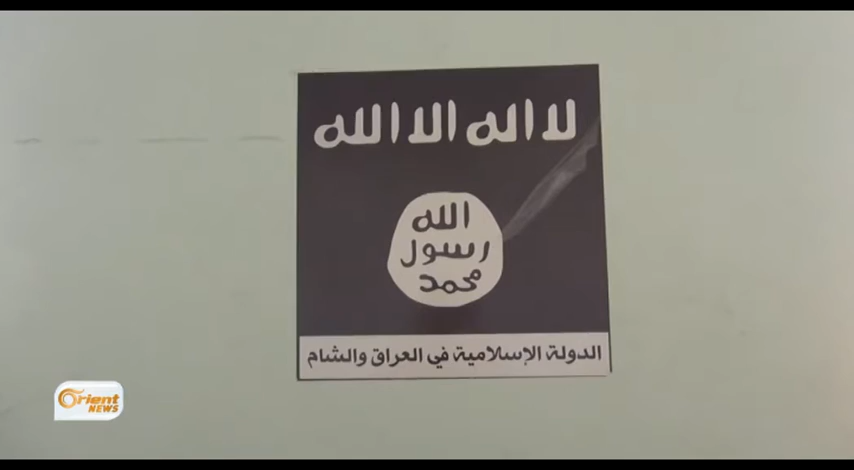 لا اله الا الله
الله
رسول
محمد
الدولة الإسلامية في العراق والشام
Orient
NEWS